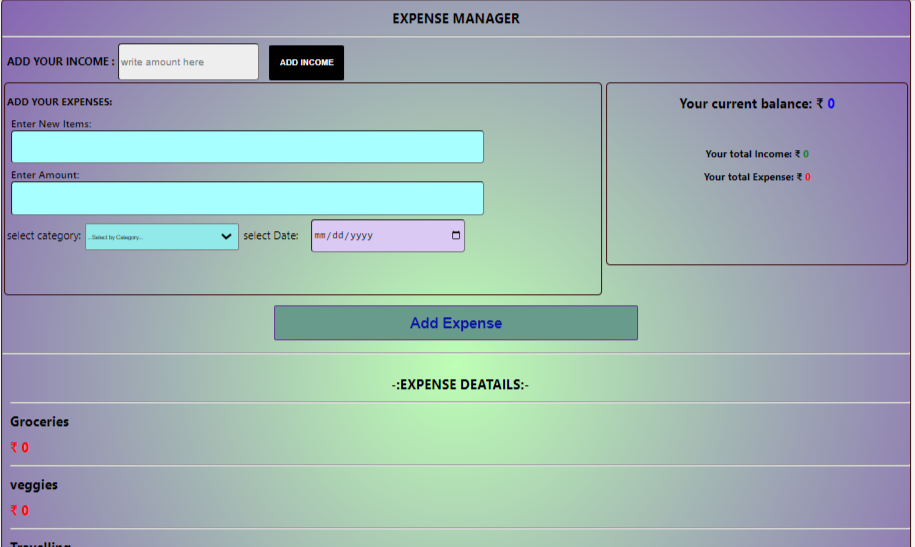 EXPENSE MANAGER
ADD YOUR INCOME : write amount here ADD INCOME
ADD YOUR EXPENSES:
Enter New Items:
Enter Amount:
select category: ..Select by Category... select Date: mm/dd/yyyy
Your current balance: ₹ 0
Your total Income: ₹ 0
Your total Expense: ₹ 0
Add Expense
-:EXPENSE DEATAILS:-
Groceries
₹ 0
veggies
₹ 0
Travelling